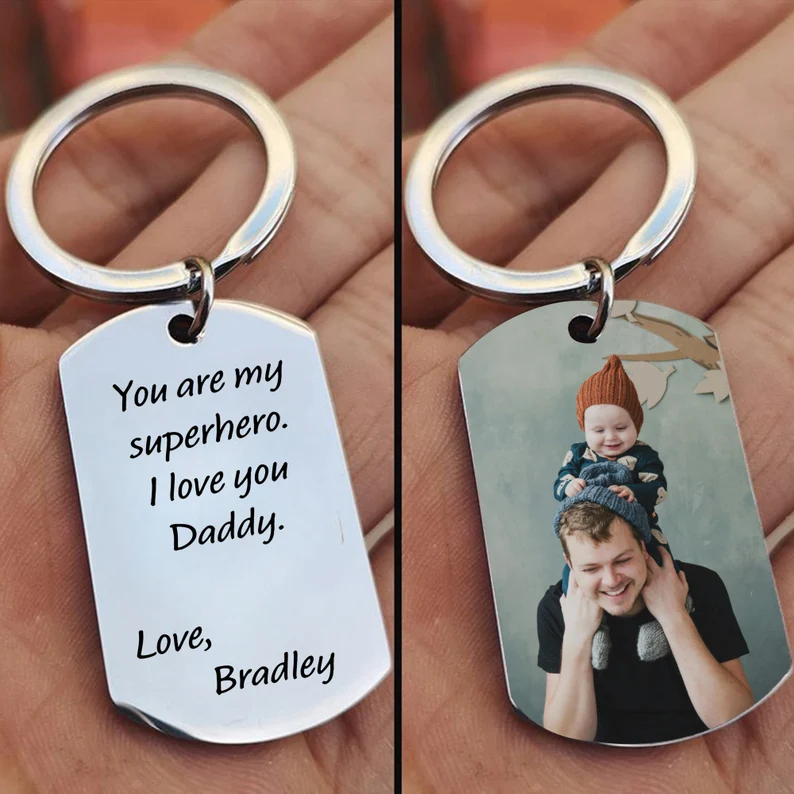 You are my
superhero.
I love you
Daddy.
Love,
Bradley